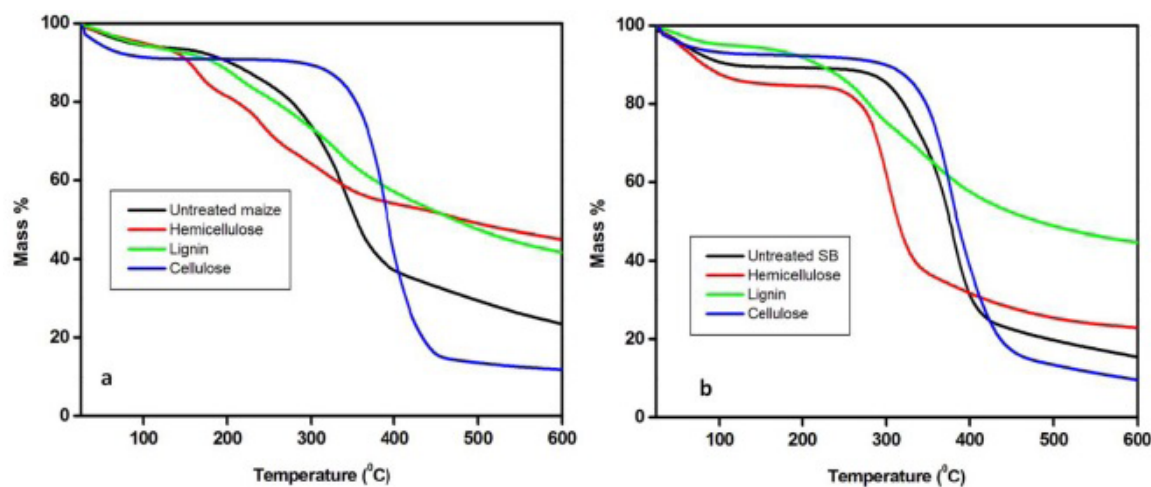 100
80
60
40
20
0
Mass %
Untreated maize
Hemicellulose
Lignin
Cellulose
a
100
200
300
400
500
600
Temperature (⁰C)
100
80
60
40
20
0
Mass %
Untreated SB
Hemicellulose
Lignin
Cellulose
b
100
200
300
400
500
600
Temperature (⁰C)